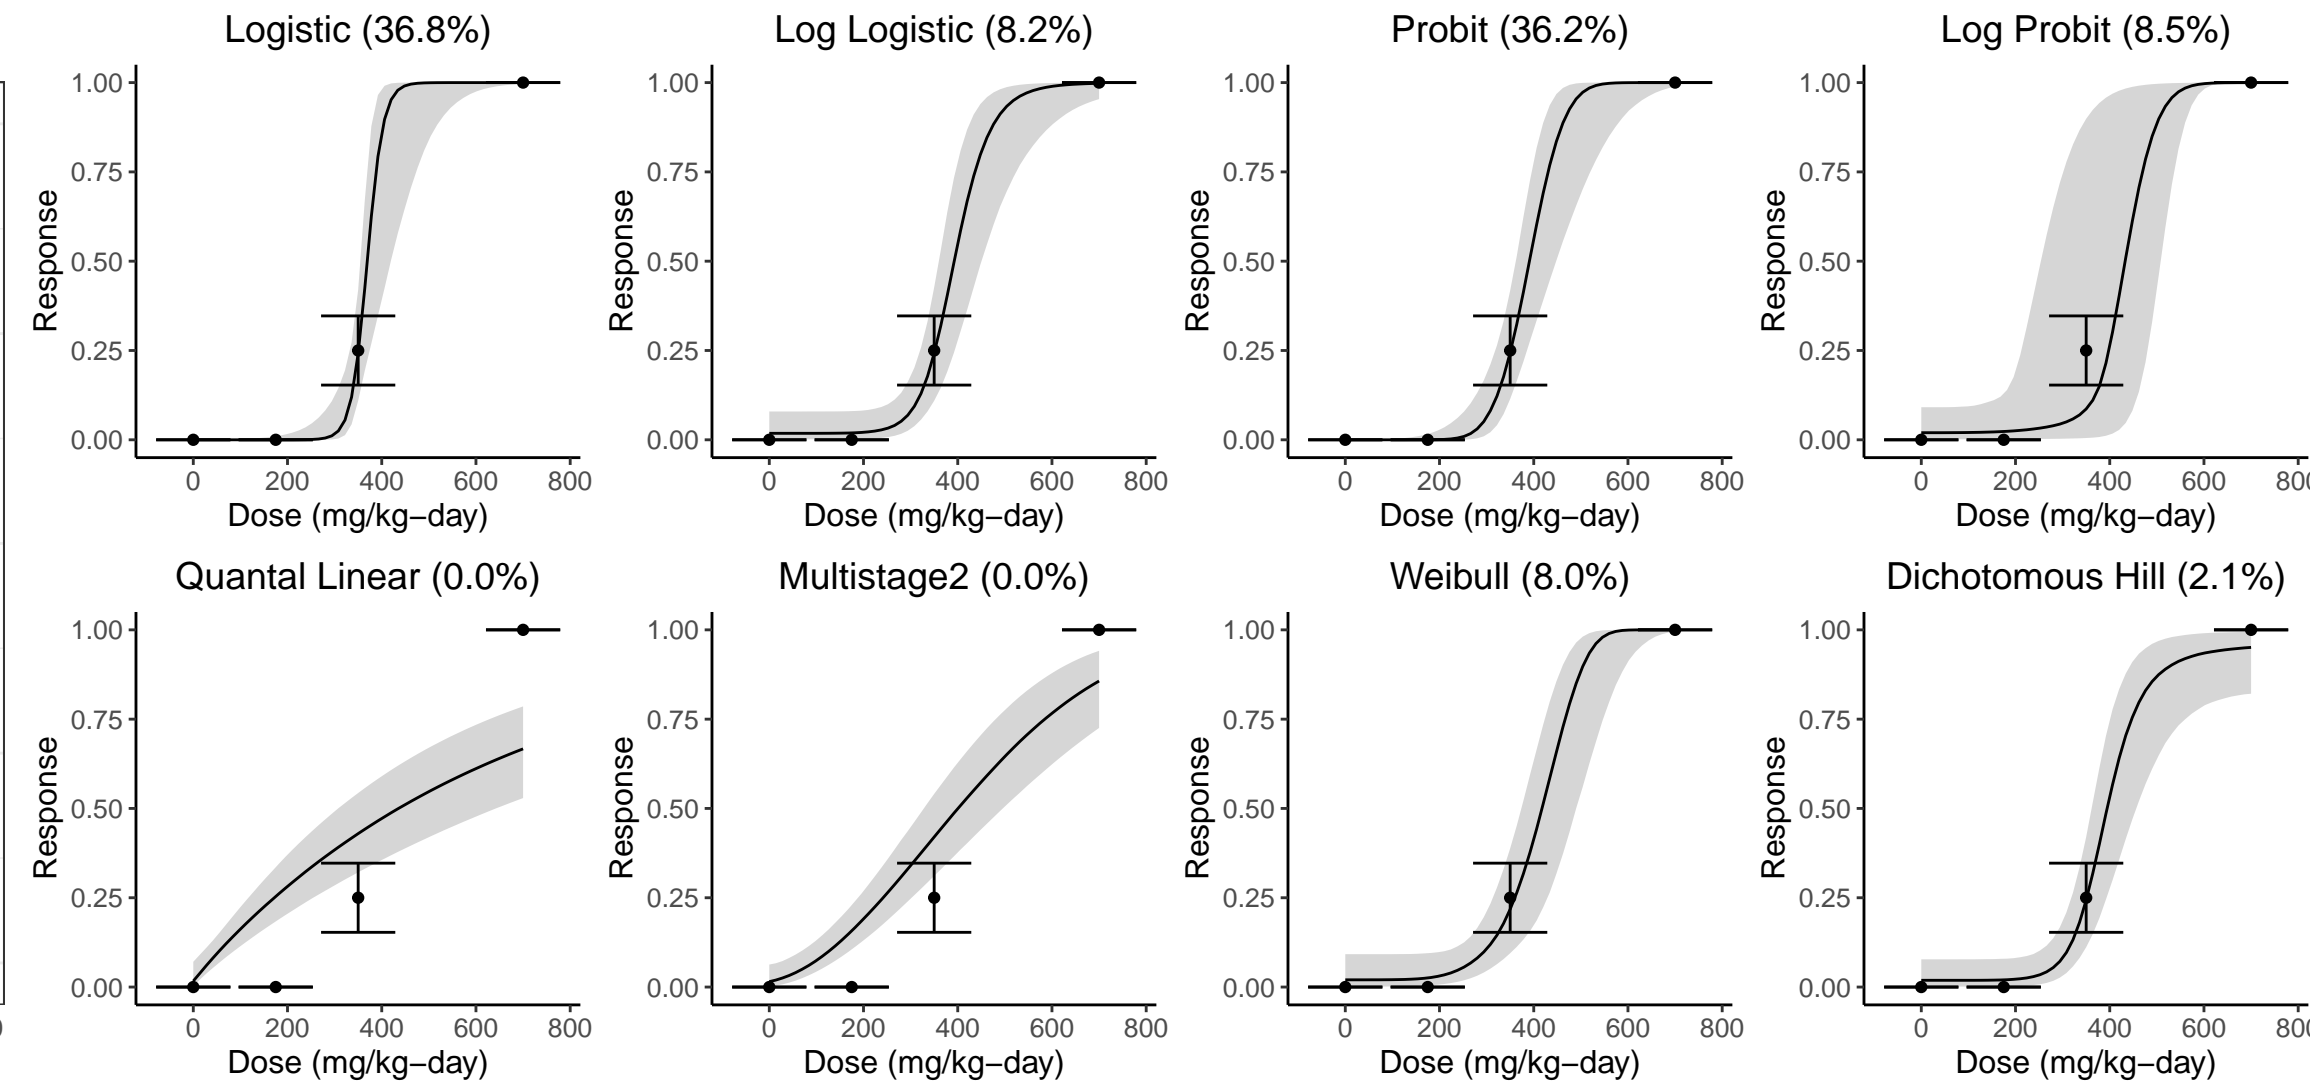 Logistic (36.8%)
Response
1.00
0.75
0.50
0.25
0.00
0 200 400 600 800
Dose (mg/kg−day)
Log Logistic (8.2%)
Response
1.00
0.75
0.50
0.25
0.00
0 200 400 600 800
Dose (mg/kg−day)
Probit (36.2%)
Response
1.00
0.75
0.50
0.25
0.00
0 200 400 600 800
Dose (mg/kg−day)
Log Probit (8.5%)
Response
1.00
0.75
0.50
0.25
0.00
0 200 400 600
Dose (mg/kg−day)
Quantal Linear (0.0%)
Response
1.00
0.75
0.50
0.25
0.00
0 200 400 600 800
Dose (mg/kg−day)
Multistage2 (0.0%)
Response
1.00
0.75
0.50
0.25
0.00
0 200 400 600 800
Dose (mg/kg−day)
Weibull (8.0%)
Response
1.00
0.75
0.50
0.25
0.00
0 200 400 600 800
Dose (mg/kg−day)
Dichotomous Hill (2.1%)
Response
1.00
0.75
0.50
0.25
0.00
0 200 400 600
Dose (mg/kg−day)